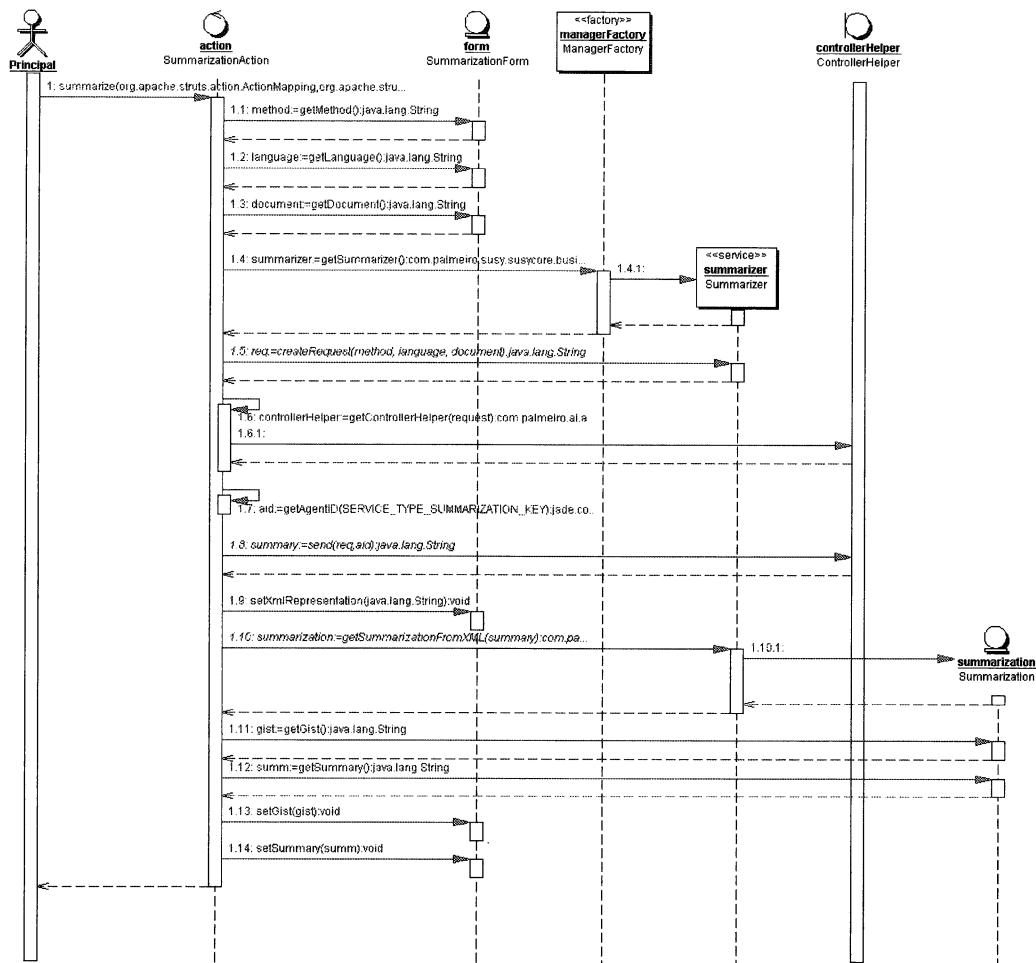 <<factory>>
managerFactory
ManagerFactory
Principal
action
SummarizationAction
form
SummarizationForm
controllerHelper
ControllerHelper
1: summarize(org.apache.struts.action.ActionMapping,org.apache.stru...
1.1: method:=getMethod():java.lang.String
1.2: language:=getLanguage():java.lang.String
1.3: document:=getDocument():java.lang.String
1.4: summarizer:=getSummarizer():com.palmeiro.susy.susycore.busi...
1.4.1:
<<service>>
summarizer
Summarizer
1.5: req:=createRequest(method, language, document):java.lang.String
1.6: controllerHelper:=getControllerHelper(request):com.palmeiro.al.a
1.6.1:
1.7: aid:=getAgentID(SERVICE_TYPE_SUMMARIZATION_KEY):jade.co..
1.8: summary:=send(req,aid):java.lang.String
1.9: setXmlRepresentation(java.lang.String):void
1.10: summarization:=getSummarizationFromXML(summary):com.pa...
1.10.1:
summarization
Summarization
1.11: gist:=getGist():java.lang.String
1.12: summ:=getSummary():java.lang.String
1.13: setGist(gist):void
1.14: setSummary(summ):void